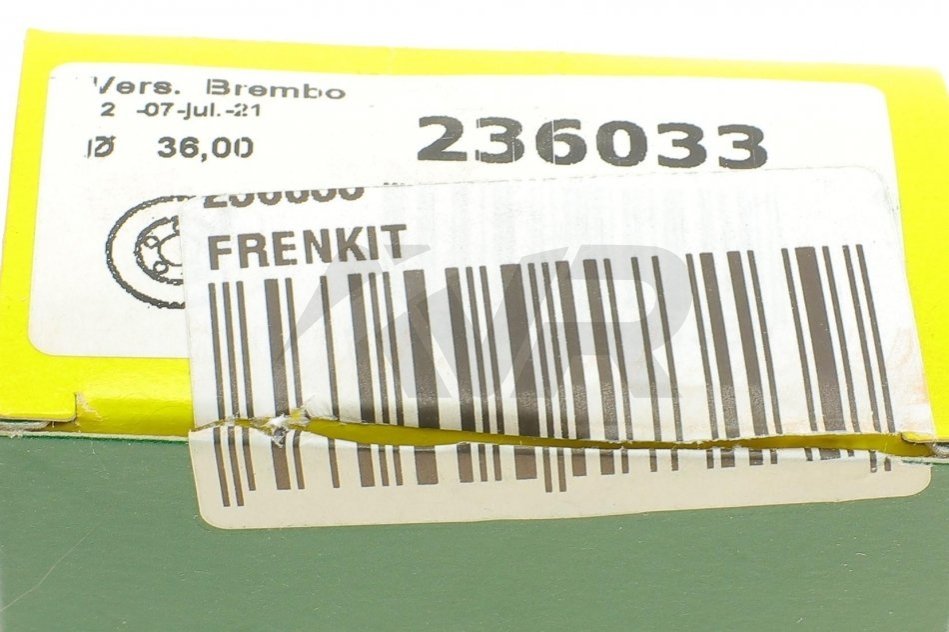 Vers. Brembo
2 -07-jul.-21
Ø 36,00
236033
FRENKIT